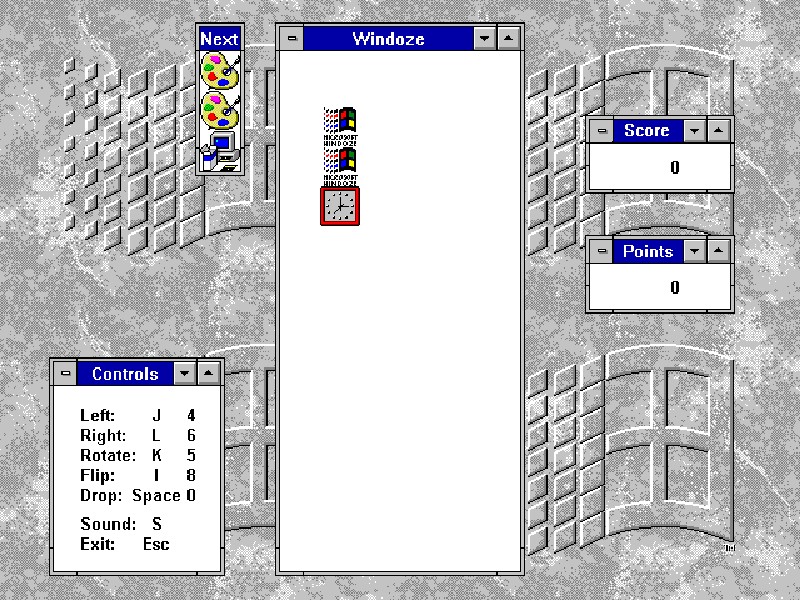 Next
Windoze
MICROSOFT
WINDOZE
MICROSOFT
WINDOZE
Score
0
Points
0
Controls
Left: J 4
Right: L 6
Rotate: K 5
Flip: I 8
Drop: Space 0
Sound: S
Exit: Esc